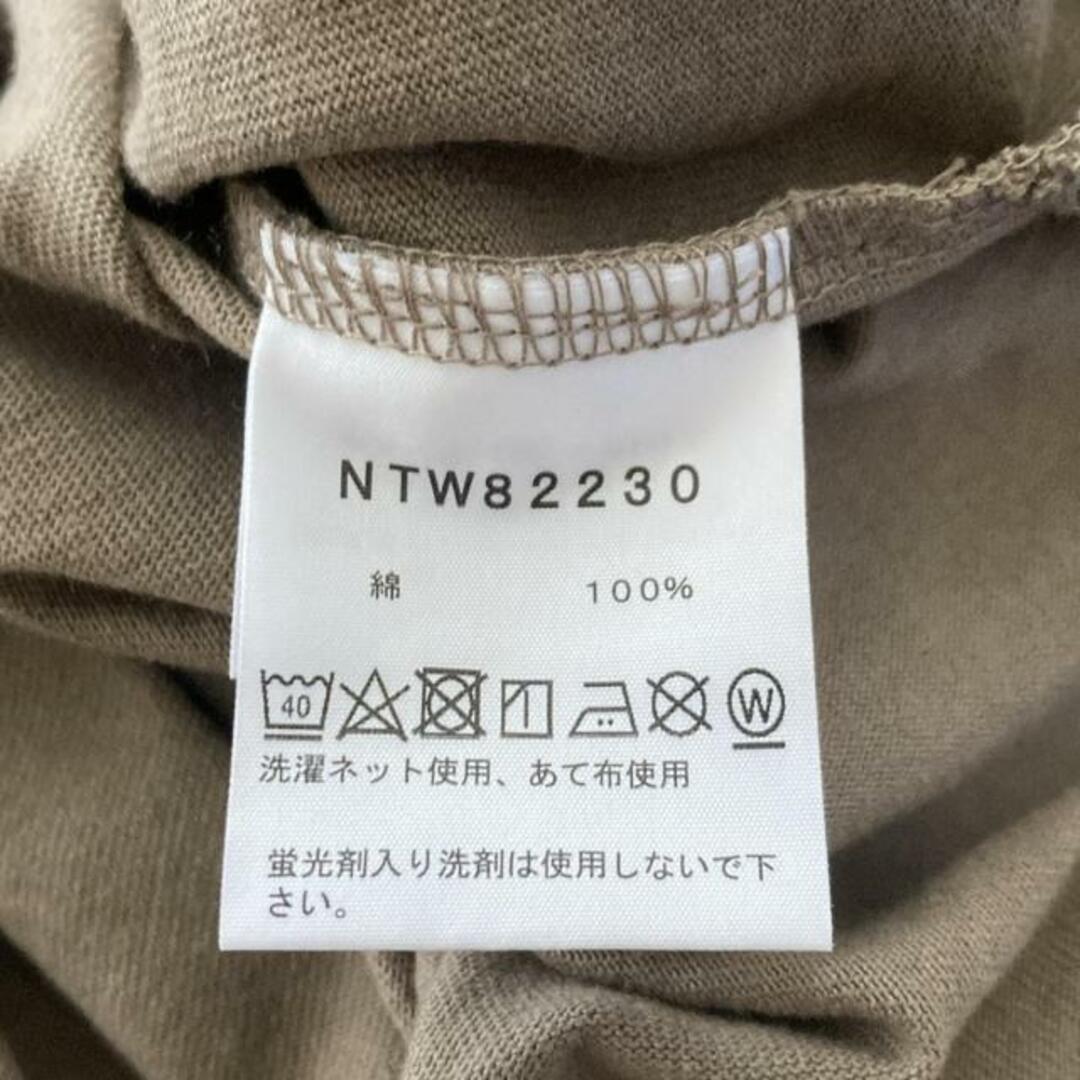 NTW82230
綿 100%
40 W
洗濯ネット使用、あて布使用
蛍光剤入り洗剤は使用しないで下
さい。